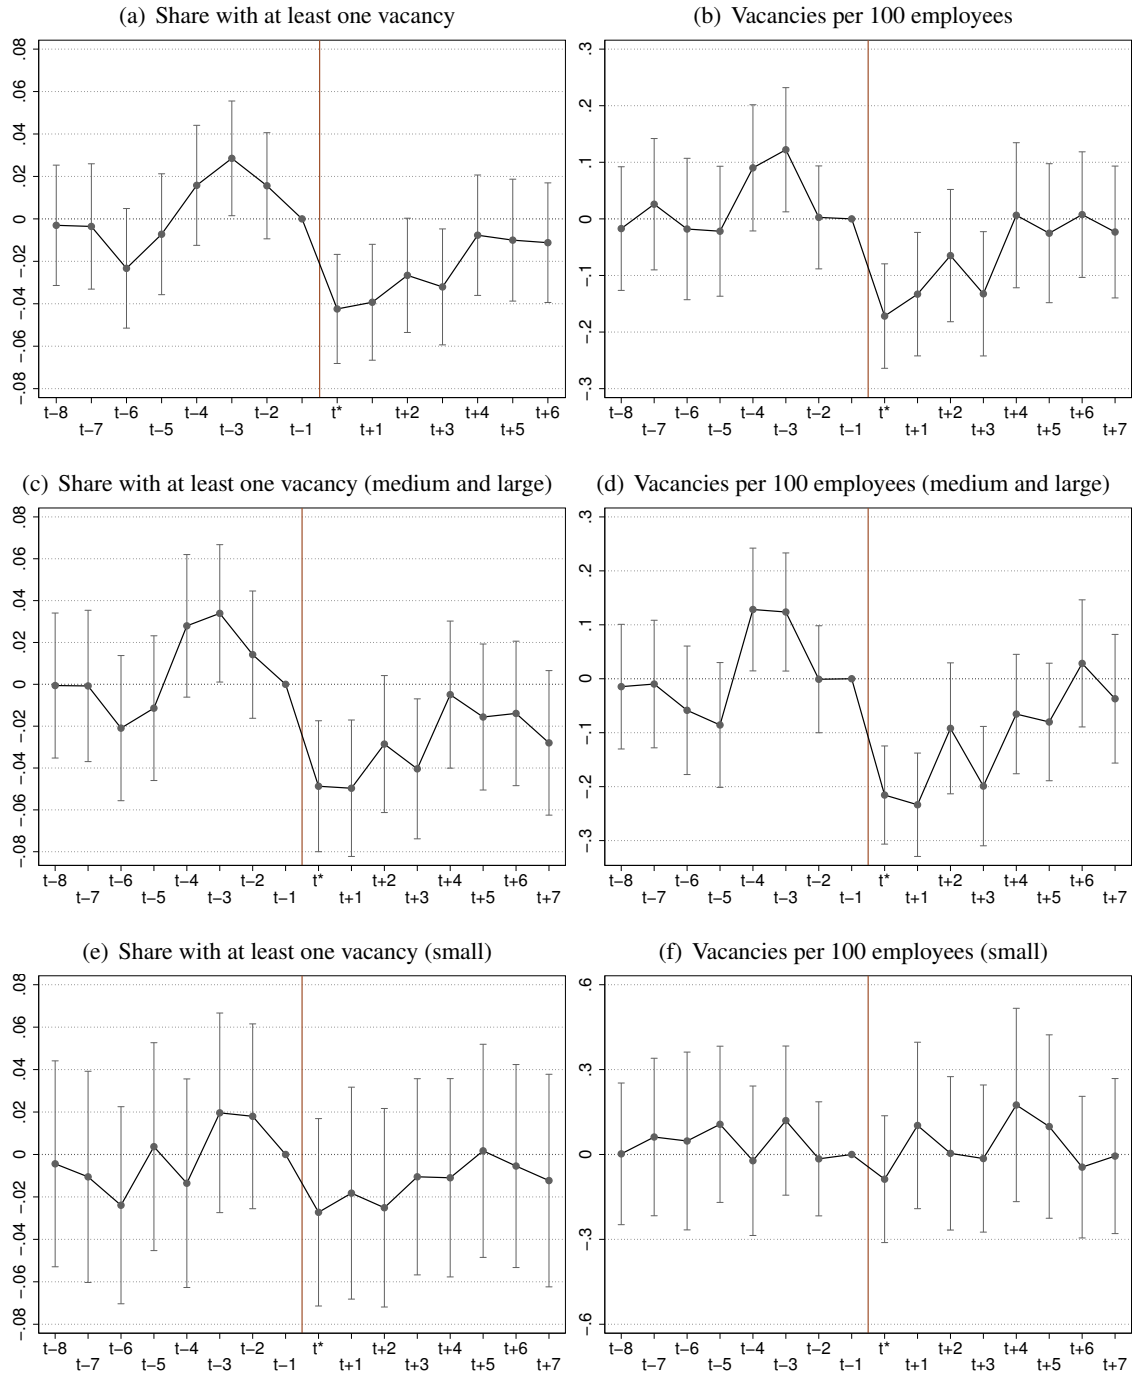 (a) Share with at least one vacancy
.08
.06
.04
.02
0
−.02
−.04
−.06
−.08
t−8 t−6 t−4 t−2 t* t+2 t+4 t+6
t−7 t−5 t−3 t−1 t+1 t+3 t+5
(b) Vacancies per 100 employees
.3
.2
.1
0
−.1
−.2
−.3
t−8 t−6 t−4 t−2 t* t+2 t+4 t+6
t−7 t−5 t−3 t−1 t+1 t+3 t+5 t+7
(c) Share with at least one vacancy (medium and large)
.08
.06
.04
.02
0
−.02
−.04
−.06
−.08
t−8 t−6 t−4 t−2 t* t+2 t+4 t+6
t−7 t−5 t−3 t−1 t+1 t+3 t+5 t+7
(d) Vacancies per 100 employees (medium and large)
.3
.2
.1
0
−.1
−.2
−.3
t−8 t−6 t−4 t−2 t* t+2 t+4 t+6
t−7 t−5 t−3 t−1 t+1 t+3 t+5 t+7
(e) Share with at least one vacancy (small)
.08
.06
.04
.02
0
−.02
−.04
−.06
−.08
t−8 t−6 t−4 t−2 t* t+2 t+4 t+6
t−7 t−5 t−3 t−1 t+1 t+3 t+5 t+7
(f) Vacancies per 100 employees (small)
.6
.3
0
−.3
−.6
t−8 t−6 t−4 t−2 t* t+2 t+4 t+6
t−7 t−5 t−3 t−1 t+1 t+3 t+5 t+7